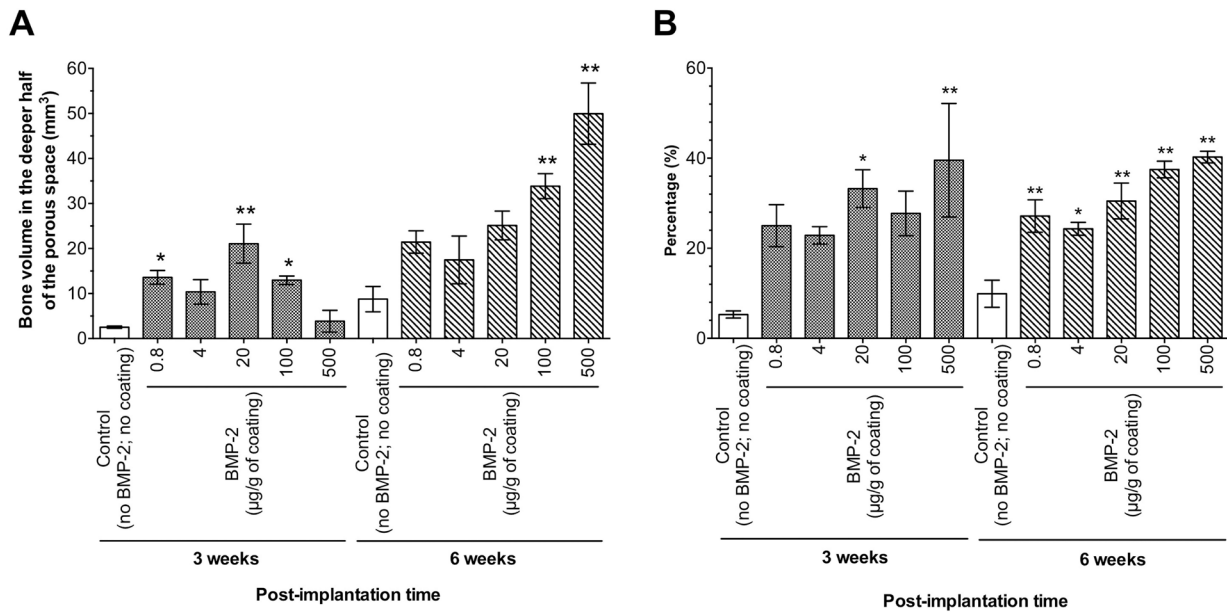 A
Bone volume in the deeper half
of the porous space (mm³)
60
50
40
30
20
10
0
*
**
*
**
**
0.8
4
20
100
500
0.8
4
20
100
500
Control
(no BMP-2; no coating)
BMP-2
(µg/g of coating)
Control
(no BMP-2; no coating)
BMP-2
(µg/g of coating)
3 weeks
6 weeks
Post-implantation time
B
Percentage (%)
60
40
20
0
*
**
**
*
**
**
**
0.8
4
20
100
500
0.8
4
20
100
500
Control
(no BMP-2; no coating)
BMP-2
(µg/g of coating)
Control
(no BMP-2; no coating)
BMP-2
(µg/g of coating)
3 weeks
6 weeks
Post-implantation time